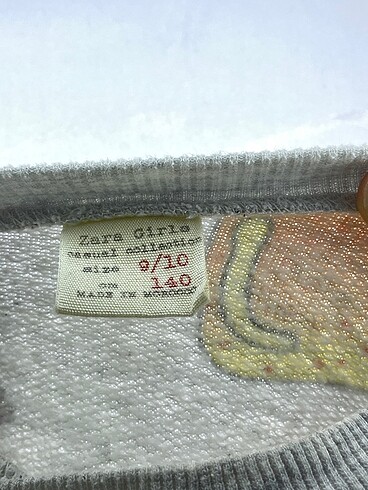 Zara Girls
casual collection
size 9/10
cm 140
MADE IN MOROCCO